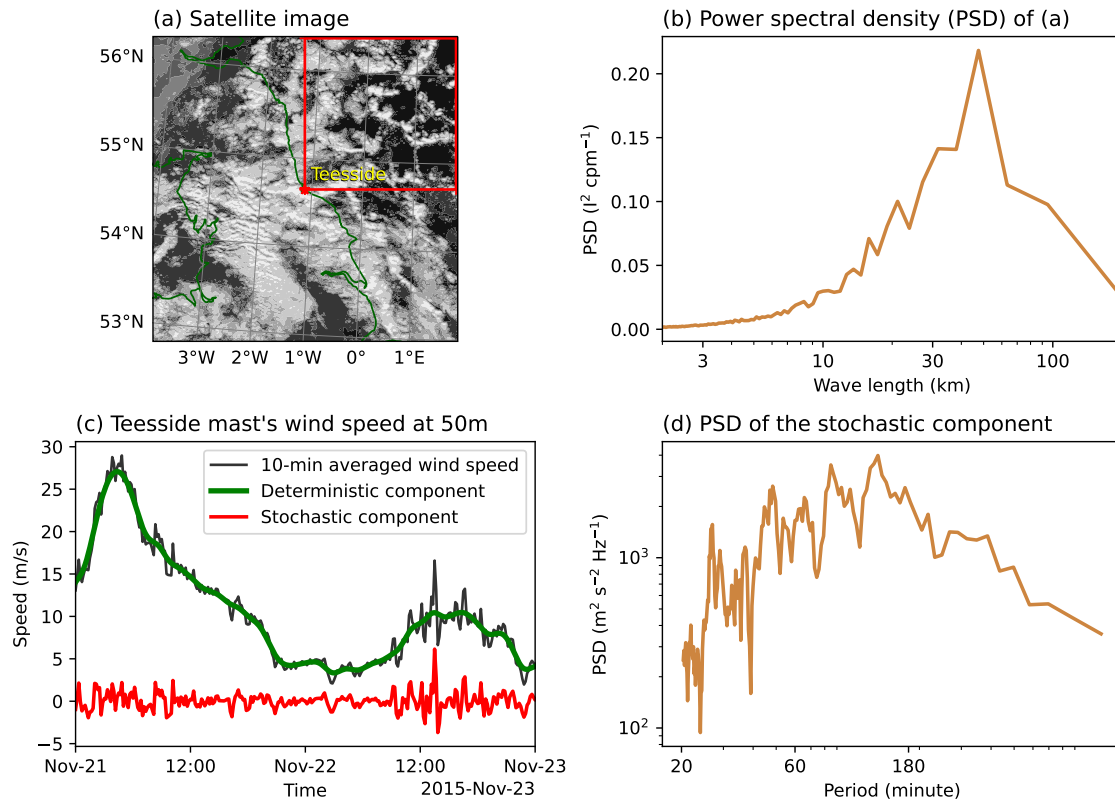 (a) Satellite image
56°N
55°N
54°N
53°N
3°W 2°W 1°W 0° 1°E
Teesside
(b) Power spectral density (PSD) of (a)
PSD (I² cpm⁻¹)
0.20
0.15
0.10
0.05
0.00
3 10 30 100
Wave length (km)
(c) Teesside mast's wind speed at 50m
Speed (m/s)
30
25
20
15
10
5
0
−5
10-min averaged wind speed
Deterministic component
Stochastic component
Nov-21 12:00 Nov-22 12:00 Nov-23
Time
2015-Nov-23
(d) PSD of the stochastic component
PSD (m² s⁻² Hz⁻¹)
10³
10²
20 60 180
Period (minute)